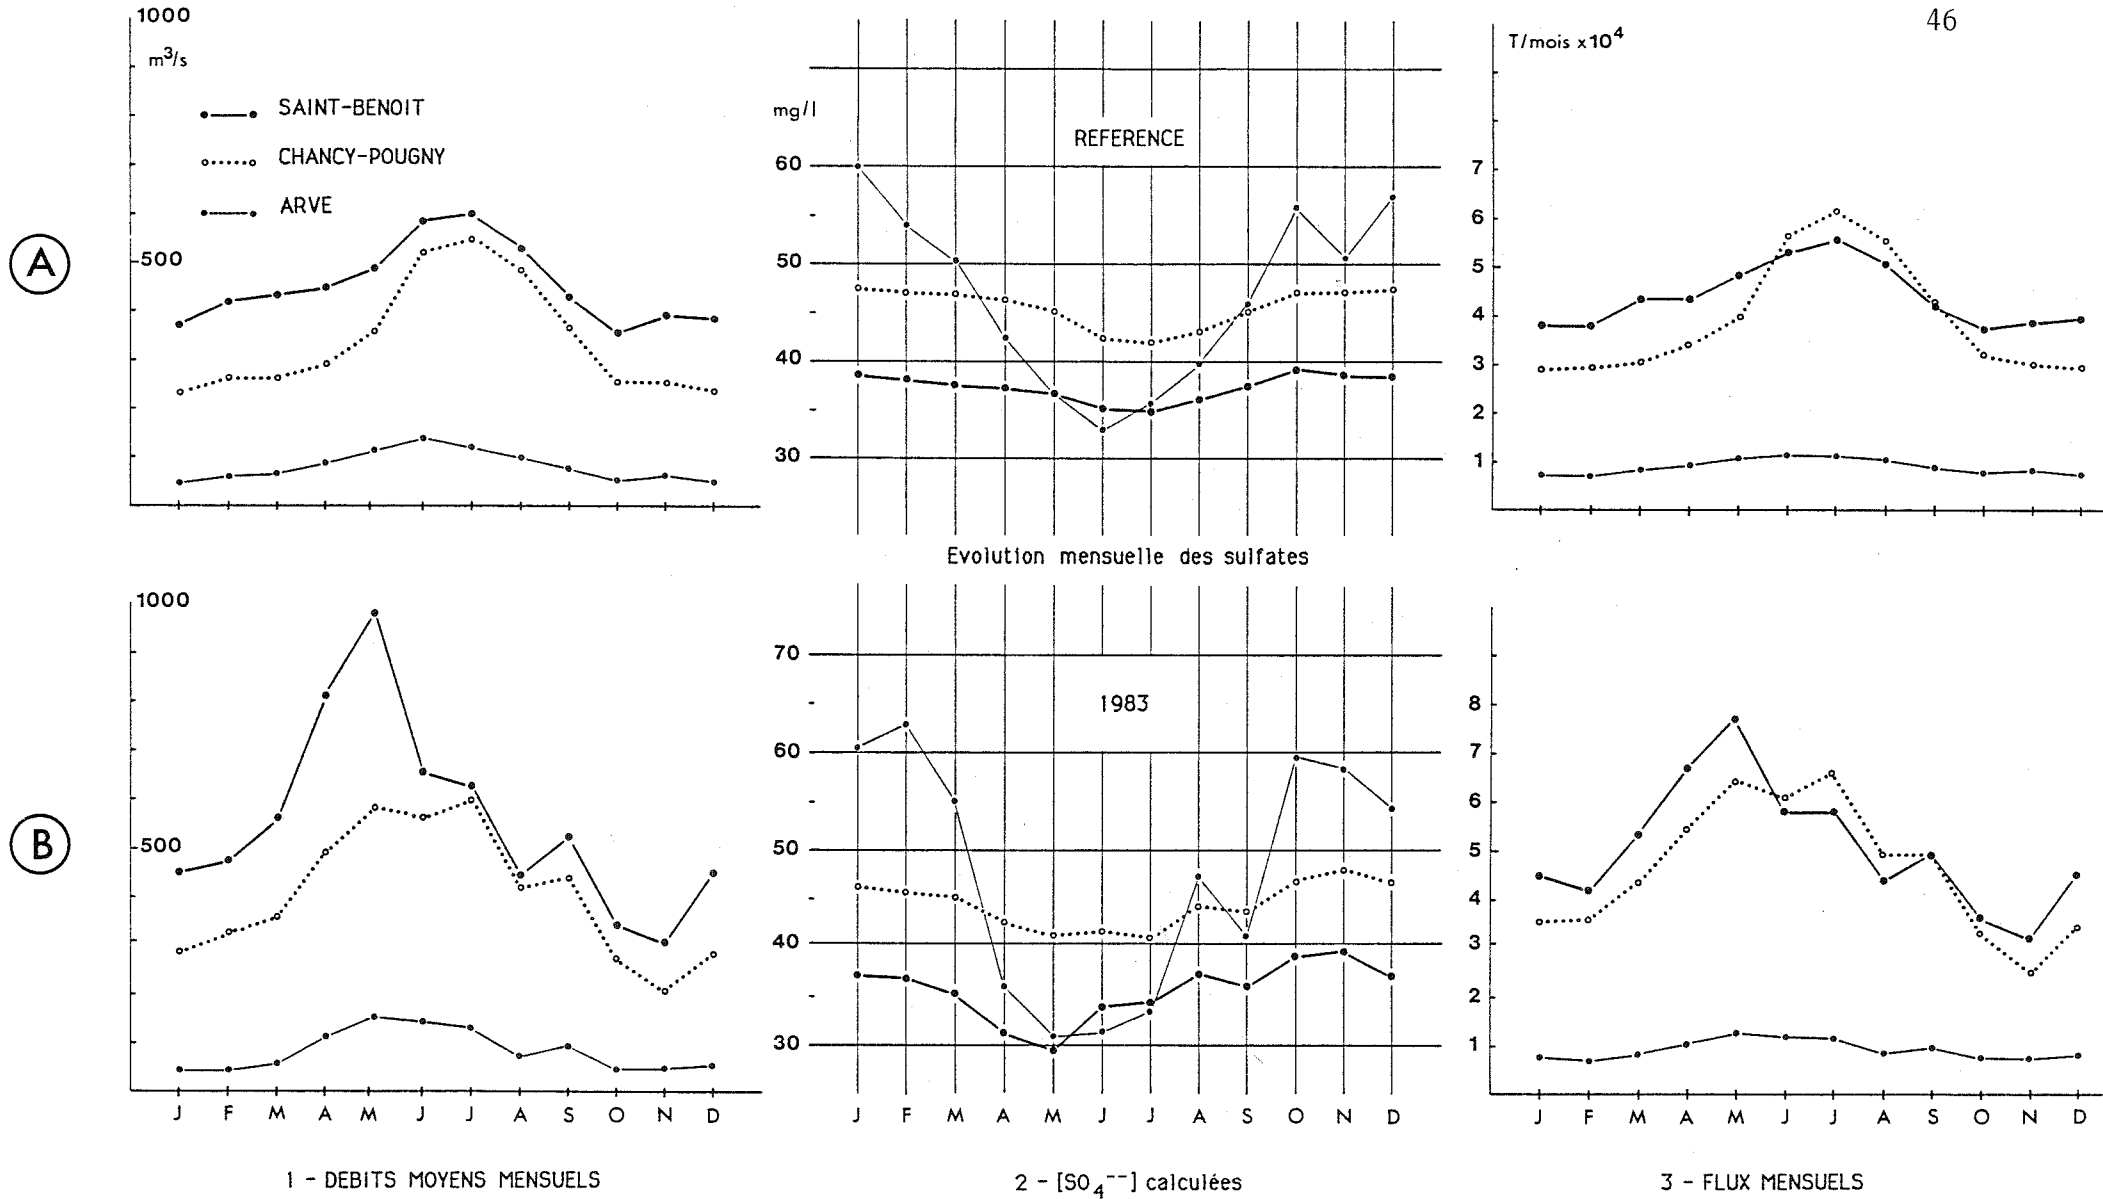 46
1000
m³/s
SAINT-BENOIT
CHANCY-POUGNY
ARVE
500
A
mg/l
REFERENCE
60
50
40
30
T/mois x10⁴
7
6
5
4
3
2
1
Evolution mensuelle des sulfates
1000
500
B
J F M A M J J A S O N D
1 - DEBITS MOYENS MENSUELS
70
1983
60
50
40
30
J F M A M J J A S O N D
2 - [SO₄⁻⁻] calculées
8
7
6
5
4
3
2
1
J F M A M J J A S O N D
3 - FLUX MENSUELS